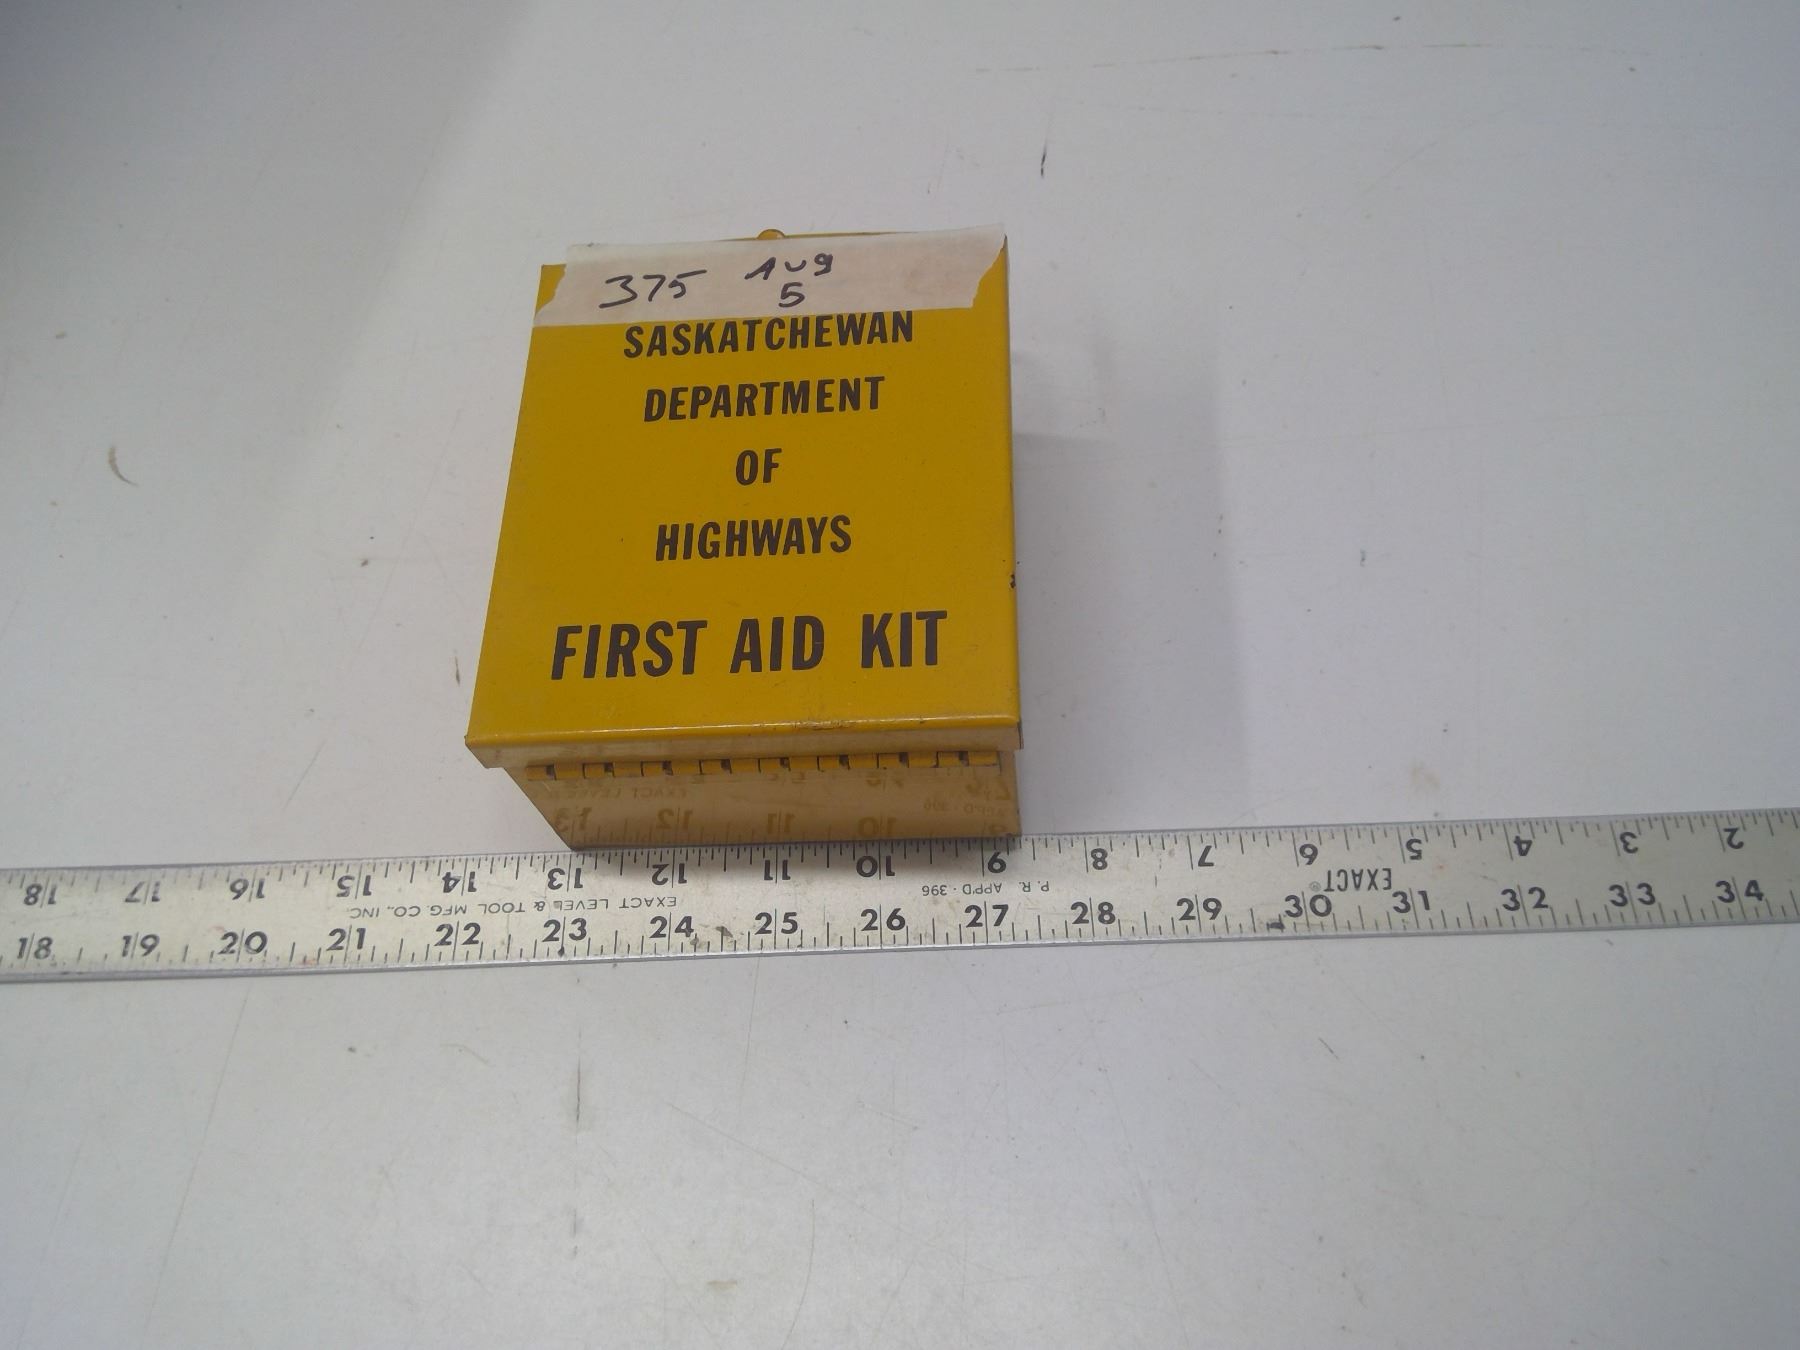 375 Aug
5
SASKATCHEWAN
DEPARTMENT
OF
HIGHWAYS
FIRST AID KIT
18 17 16 15 14 13 12 11 10 9 8 7 6 5 4 3 2
EXACT LEVEL & TOOL MFG. CO., INC. P. R. APP'D - 396 EXACT®
18 19 20 21 22 23 24 25 26 27 28 29 30 31 32 33 34